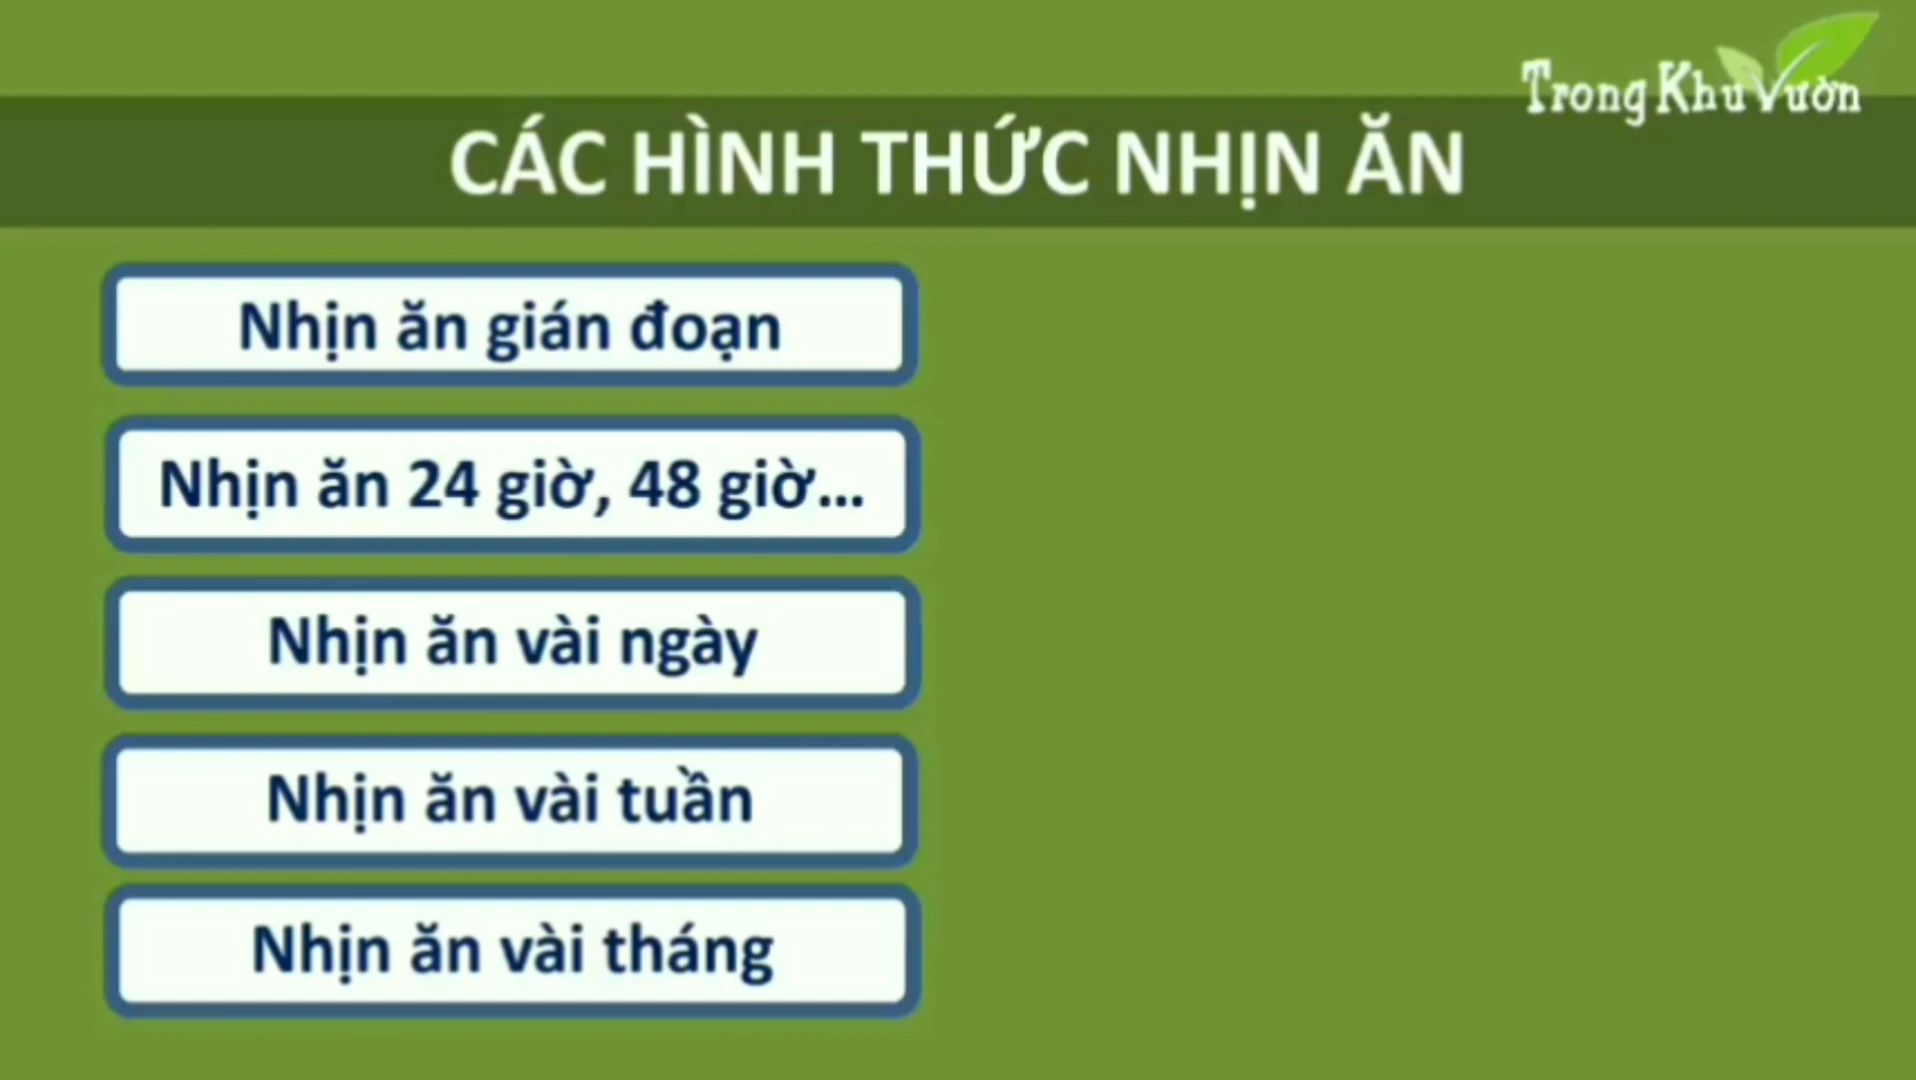 Trong Khu Vườn
CÁC HÌNH THỨC NHỊN ĂN
Nhịn ăn gián đoạn
Nhịn ăn 24 giờ, 48 giờ...
Nhịn ăn vài ngày
Nhịn ăn vài tuần
Nhịn ăn vài tháng